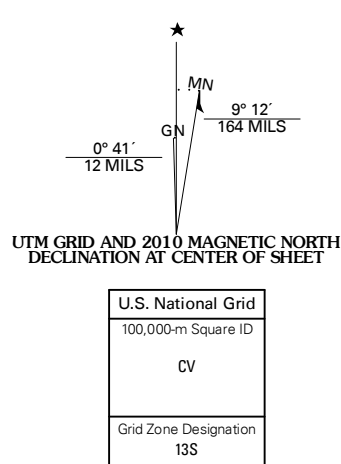 ★
MN
9° 12´
164 MILS
GN
0° 41´
12 MILS
UTM GRID AND 2010 MAGNETIC NORTH
DECLINATION AT CENTER OF SHEET
U.S. National Grid
100,000-m Square ID
CV
Grid Zone Designation
13S